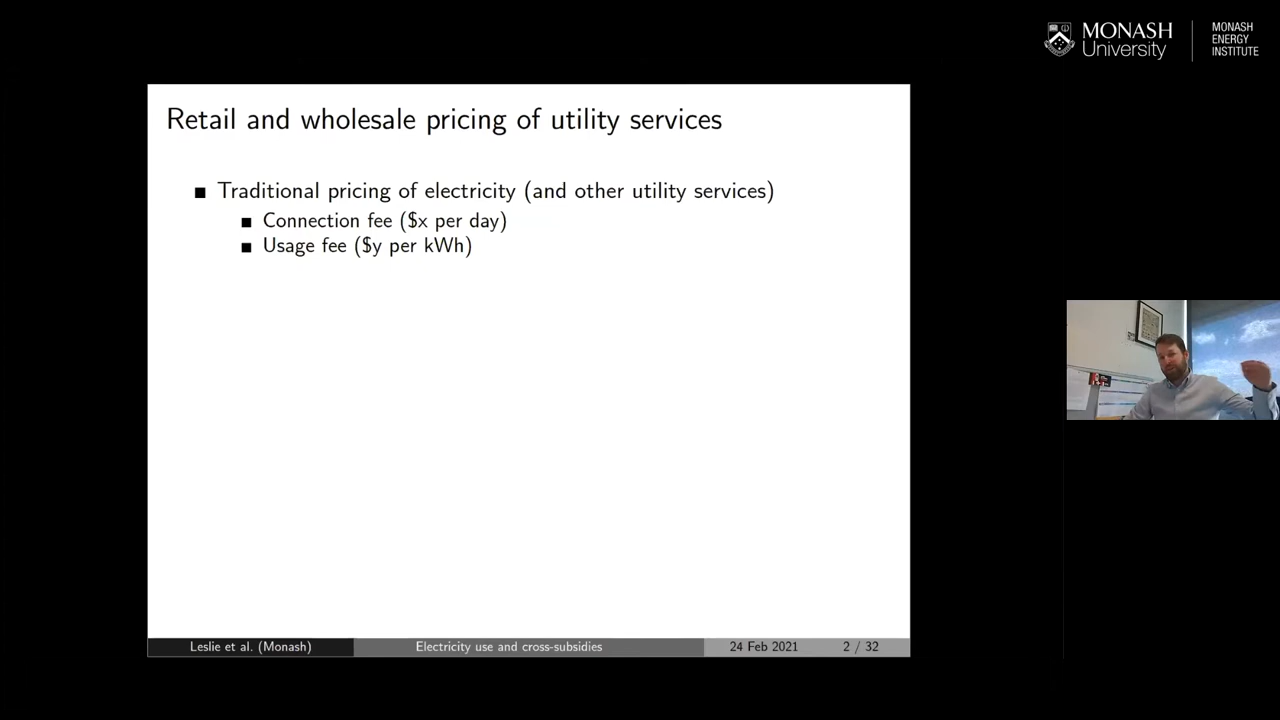 MONASH
University
MONASH
ENERGY
INSTITUTE
Retail and wholesale pricing of utility services
Traditional pricing of electricity (and other utility services)
Connection fee ($x per day)
Usage fee ($y per kWh)
Leslie et al. (Monash)
Electricity use and cross-subsidies
24 Feb 2021
2 / 32